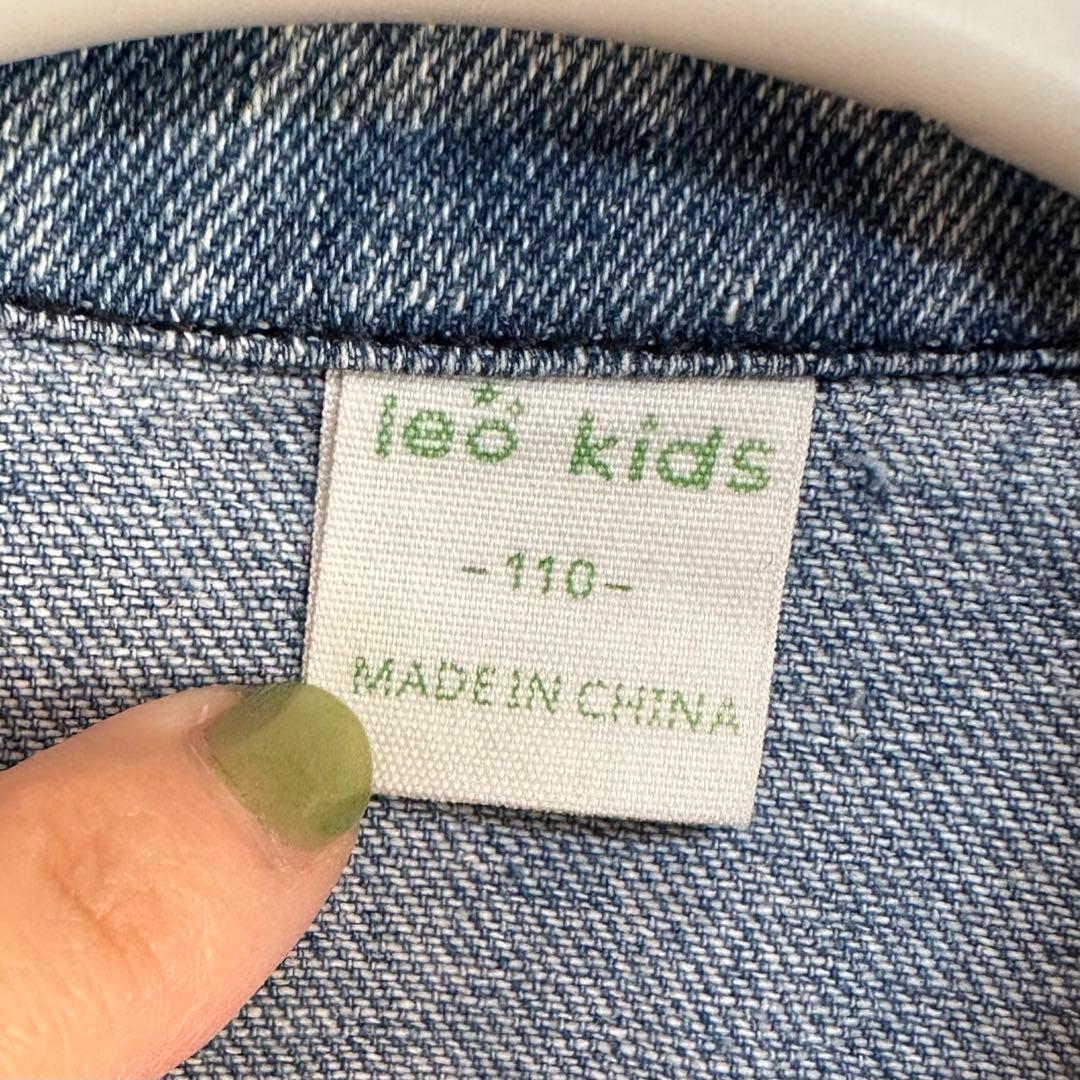 leo kids
-110-
MADE IN CHINA